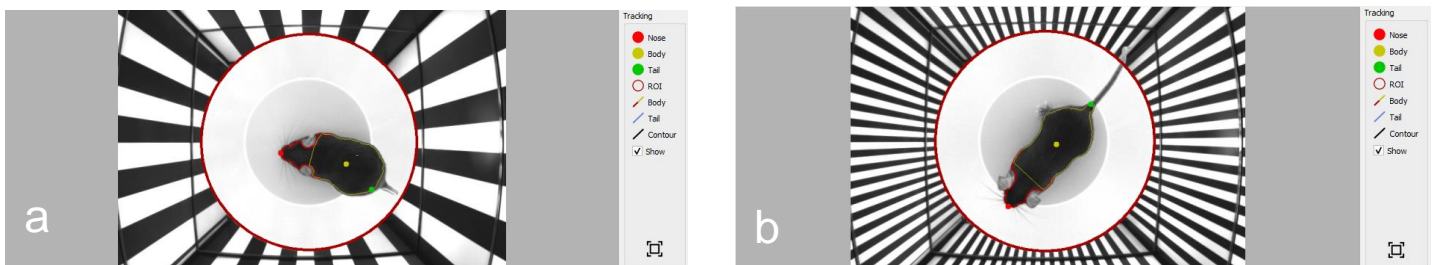 Tracking
Nose
Body
Tail
ROI
Body
Tail
Contour
Show
a
Tracking
Nose
Body
Tail
ROI
Body
Tail
Contour
Show
b